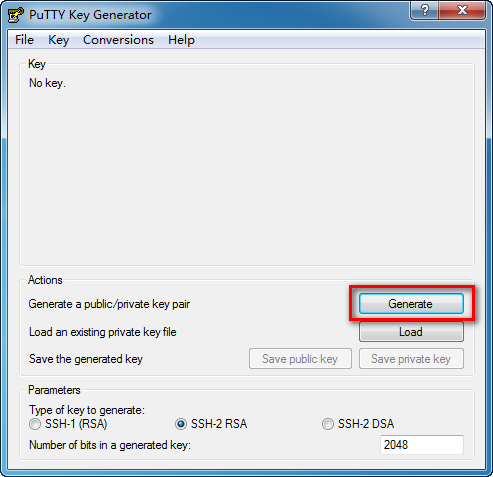 PuTTY Key Generator
File Key Conversions Help
Key
No key.
Actions
Generate a public/private key pair Generate
Load an existing private key file Load
Save the generated key Save public key Save private key
Parameters
Type of key to generate:
SSH-1 (RSA) SSH-2 RSA SSH-2 DSA
Number of bits in a generated key: 2048